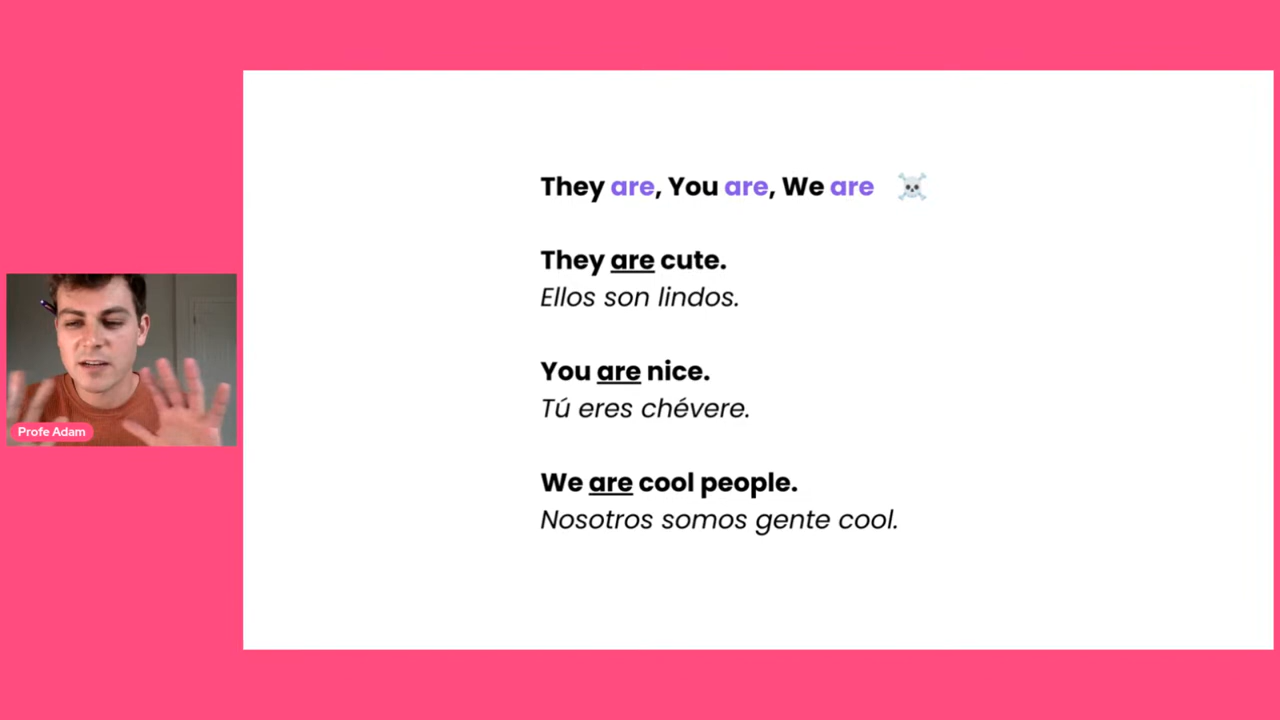 They are, You are, We are ☠️
They are cute.
Ellos son lindos.
You are nice.
Tú eres chévere.
We are cool people.
Nosotros somos gente cool.
Profe Adam